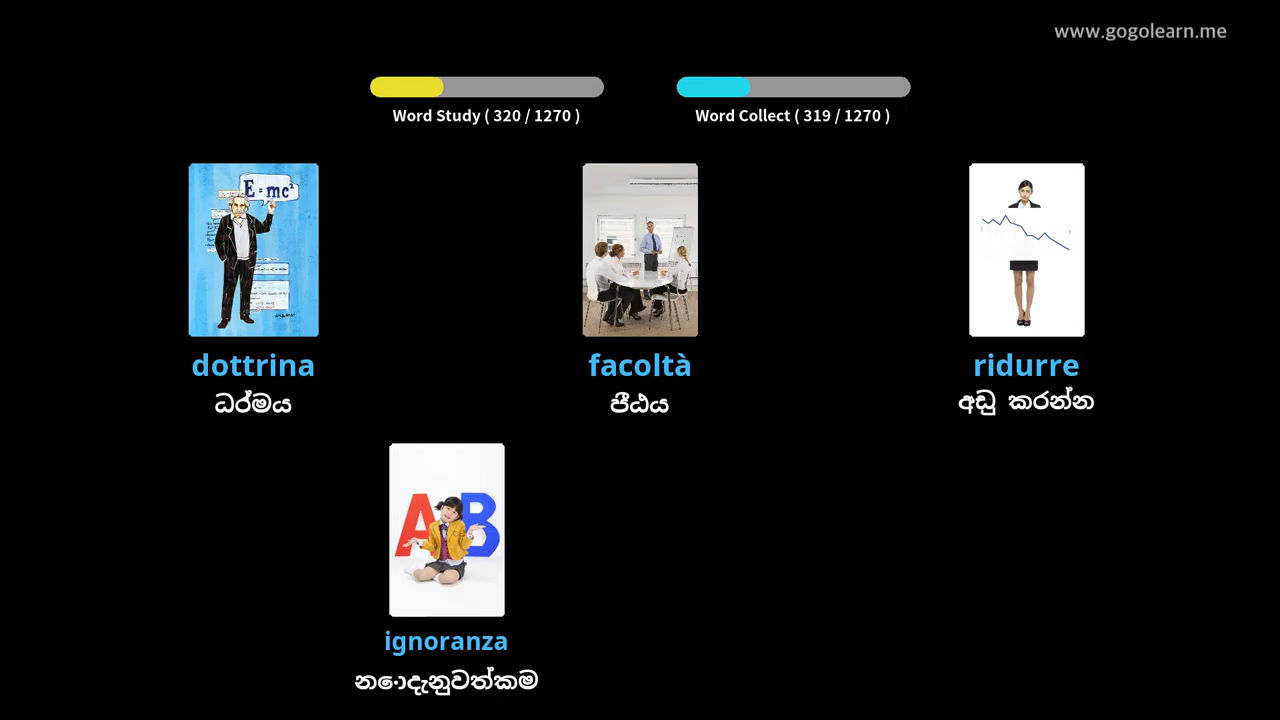 www.gogolearn.me
Word Study ( 320 / 1270 )
Word Collect ( 319 / 1270 )
E = mc²
dottrina
ධර්මය
facoltà
පීඨය
ridurre
අඩු කරන්න
A B
ignoranza
නොදැනුවත්කම